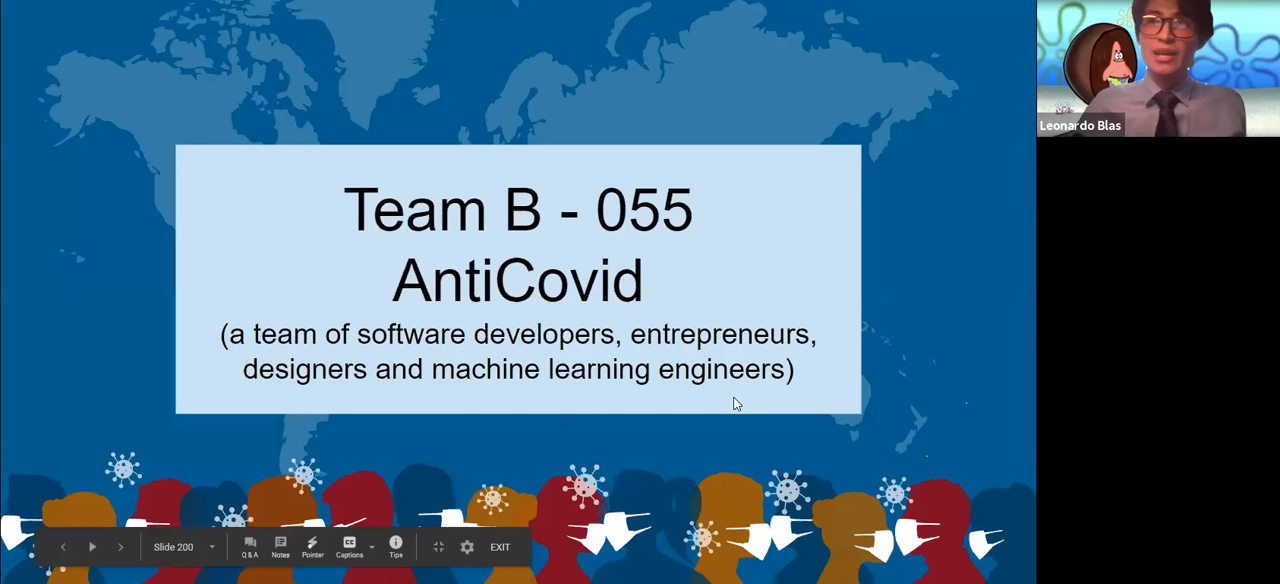 Team B - 055
AntiCovid
(a team of software developers, entrepreneurs,
designers and machine learning engineers)
Leonardo Blas
Slide 200
Q & A
Notes
Pointer
Captions
Tips
EXIT